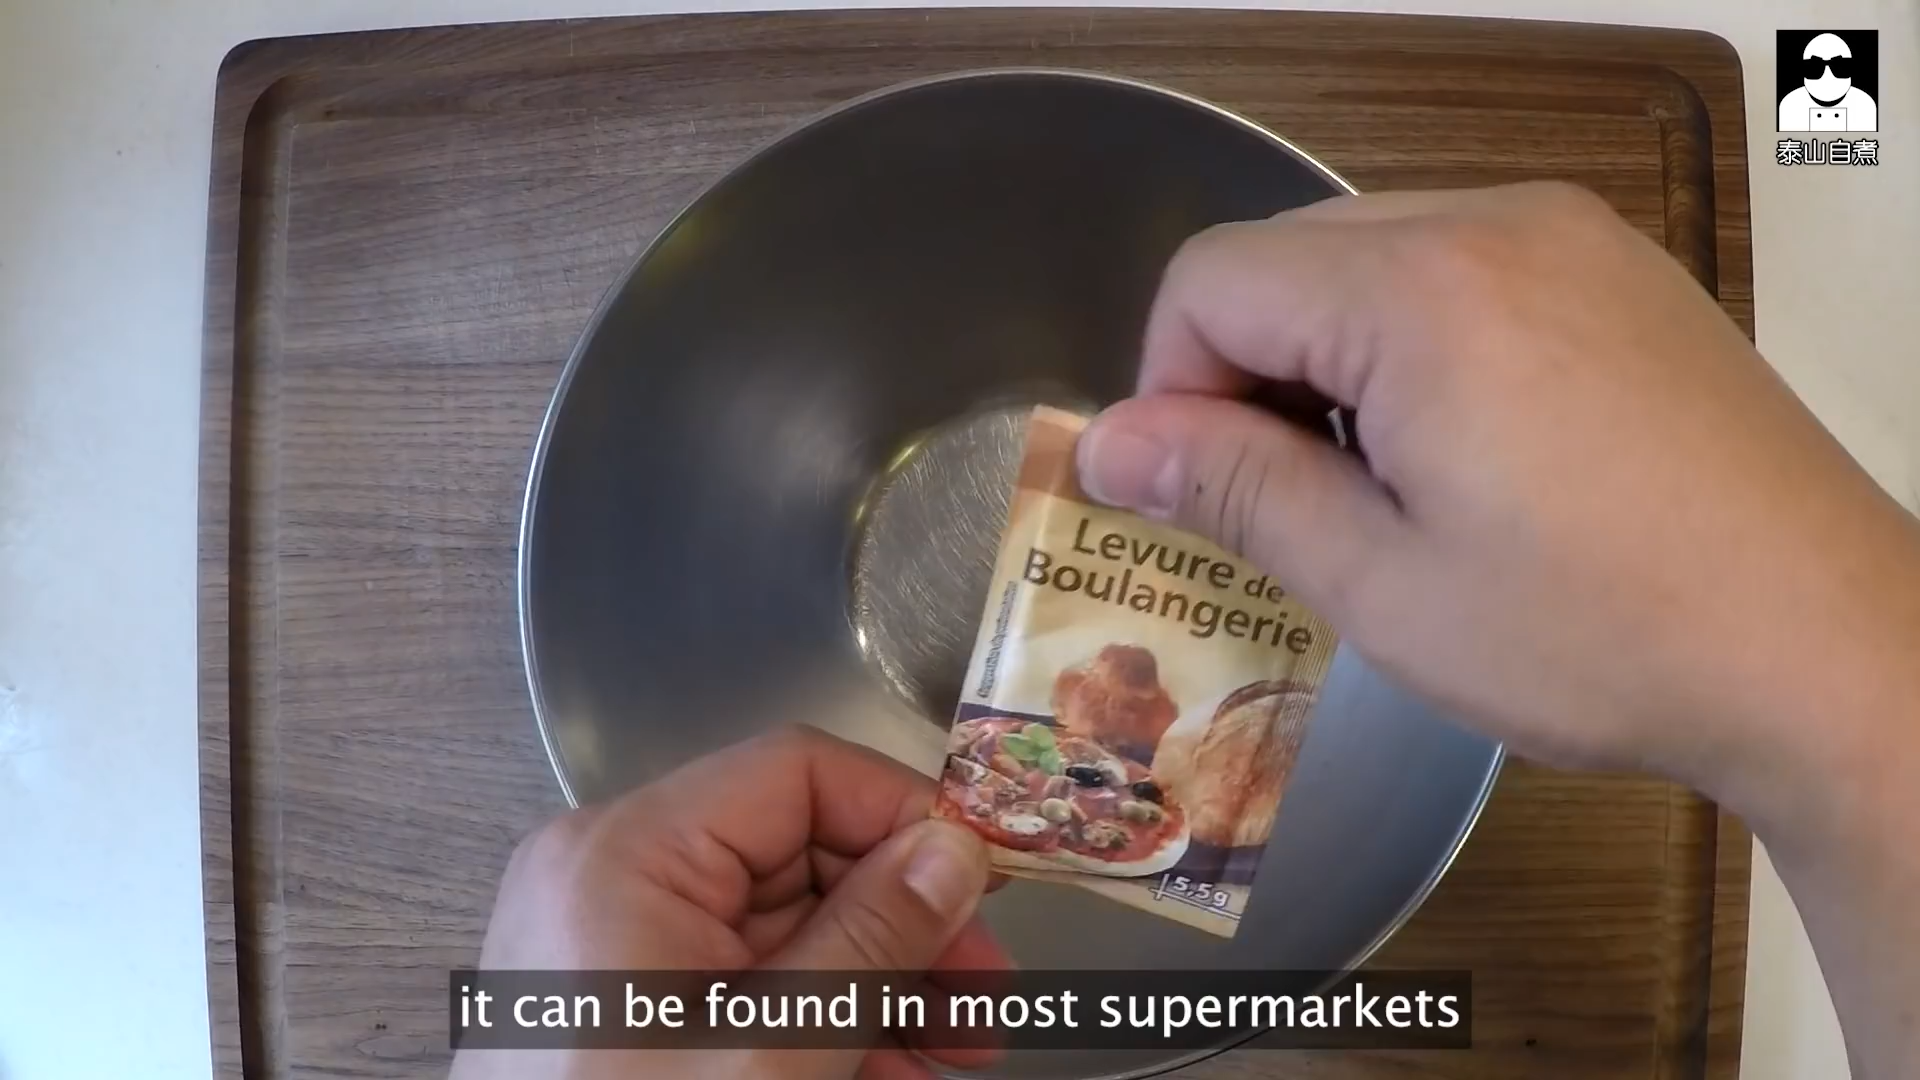 泰山自煮
Levure de
Boulangerie
5,5g
it can be found in most supermarkets